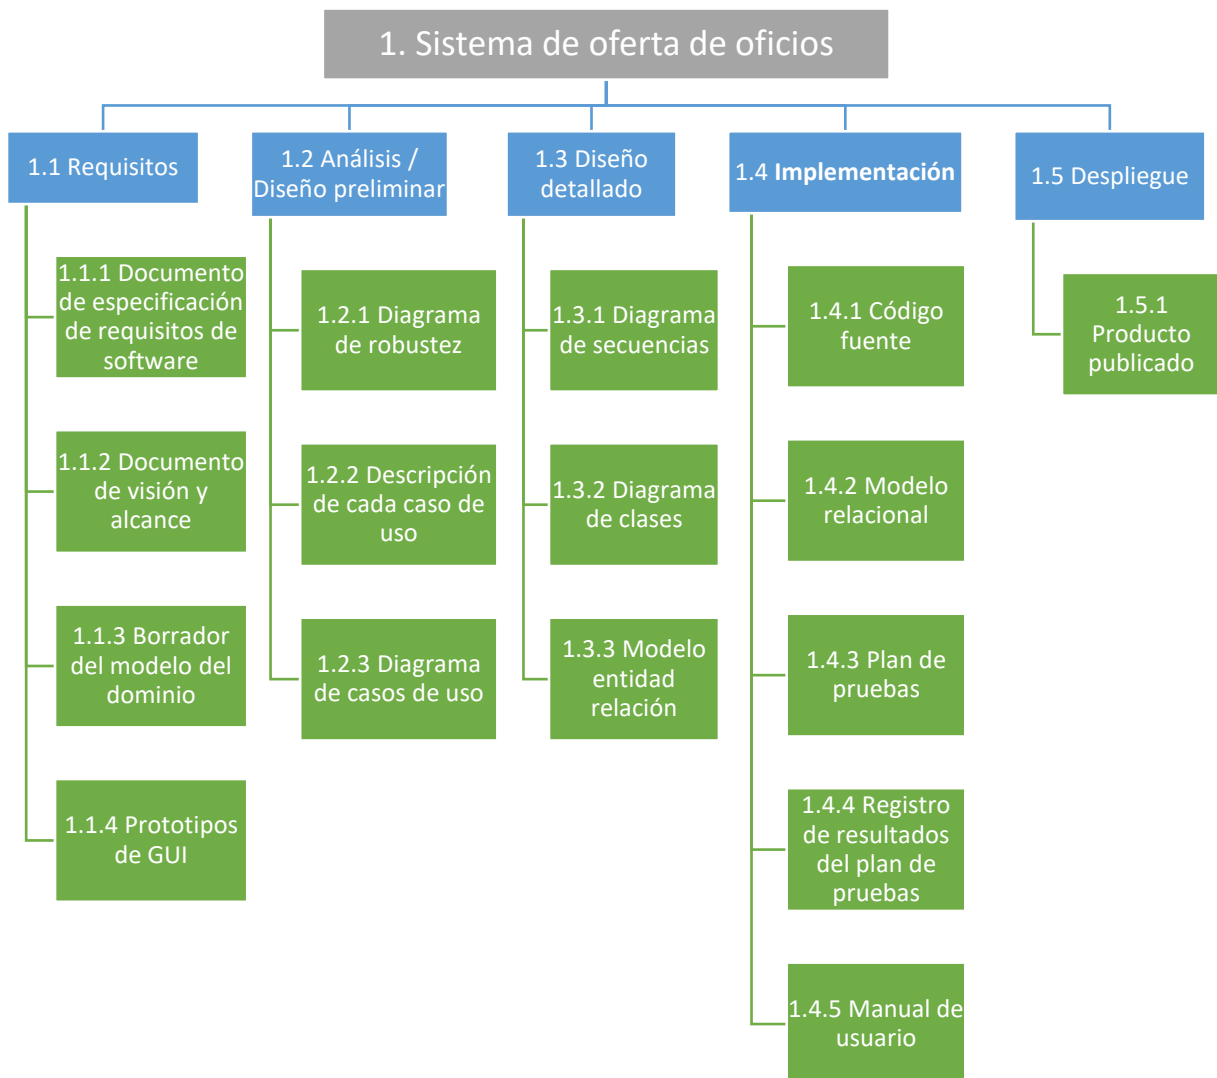 1. Sistema de oferta de oficios
1.1 Requisitos
1.1.1 Documento
de especificación
de requisitos de
software
1.1.2 Documento
de visión y
alcance
1.1.3 Borrador
del modelo del
dominio
1.1.4 Prototipos
de GUI
1.2 Análisis /
Diseño preliminar
1.2.1 Diagrama
de robustez
1.2.2 Descripción
de cada caso de
uso
1.2.3 Diagrama
de casos de uso
1.3 Diseño
detallado
1.3.1 Diagrama
de secuencias
1.3.2 Diagrama
de clases
1.3.3 Modelo
entidad
relación
1.4 Implementación
1.4.1 Código
fuente
1.4.2 Modelo
relacional
1.4.3 Plan de
pruebas
1.4.4 Registro
de resultados
del plan de
pruebas
1.4.5 Manual de
usuario
1.5 Despliegue
1.5.1
Producto
publicado